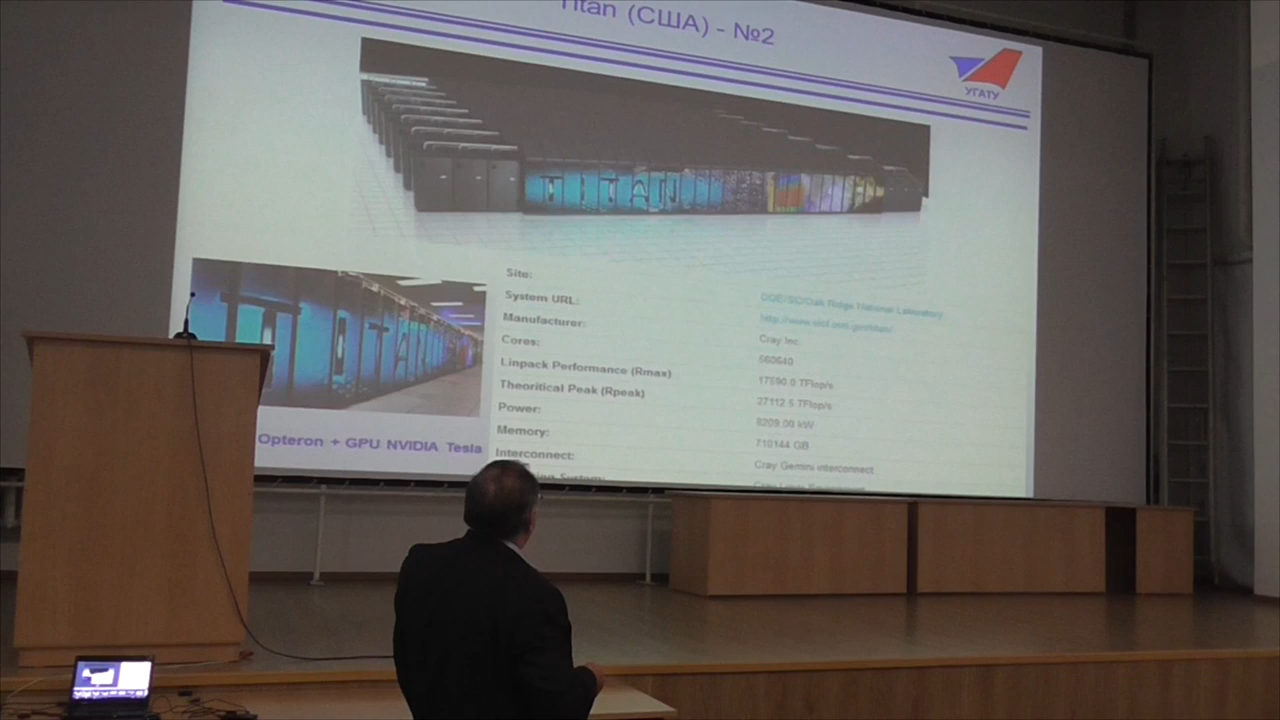 Titan (США) - №2
УГАТУ
TITAN
Site:
DOE/SC/Oak Ridge National Laboratory
System URL:
Manufacturer:
Cray Inc.
Cores:
560640
Linpack Performance (Rmax)
17590.0 TFlop/s
Theoritical Peak (Rpeak)
27112.5 TFlop/s
Power:
8209.00 kW
Memory:
710144 GB
Interconnect:
Cray Gemini interconnect
System:
TITAN
Opteron + GPU NVIDIA Tesla